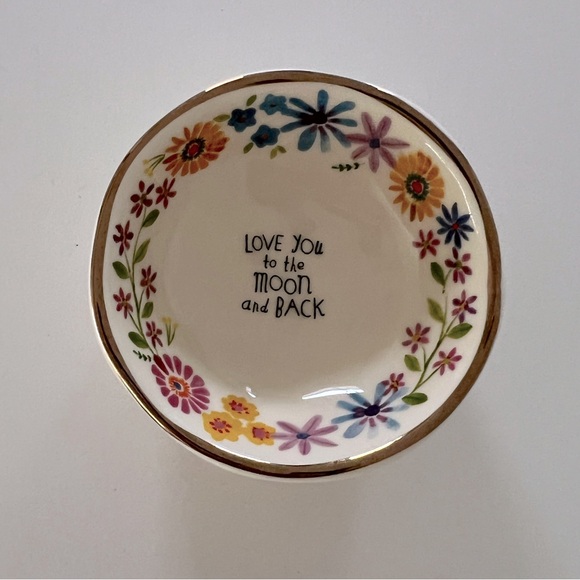 LOVE YOU
to the
MOON
and BACK